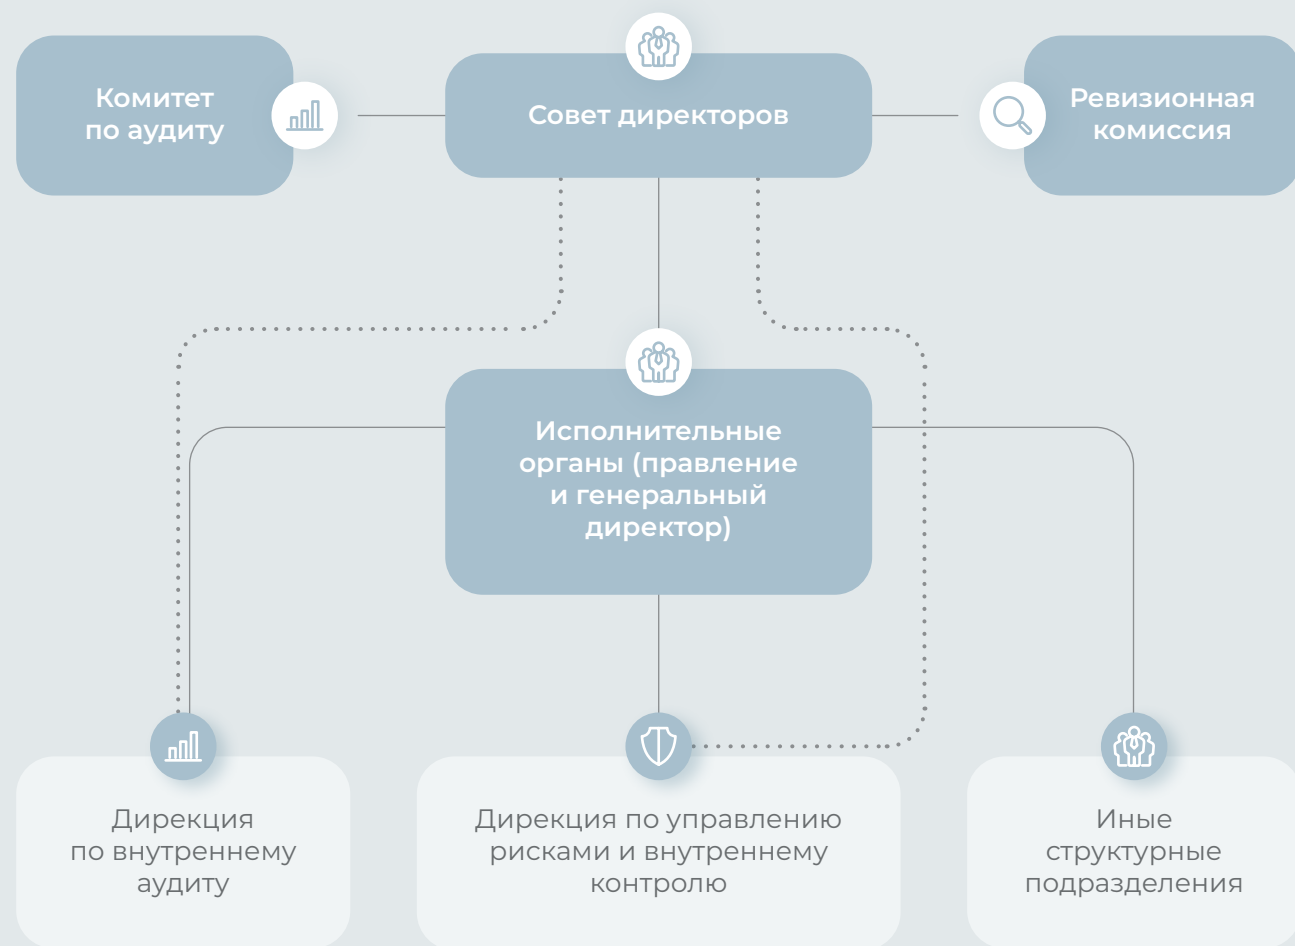 Комитет
по аудиту
Совет директоров
Ревизионная
комиссия
Исполнительные
органы (правление
и генеральный
директор)
Дирекция
по внутреннему
аудиту
Дирекция по управлению
рисками и внутреннему
контролю
Иные
структурные
подразделения